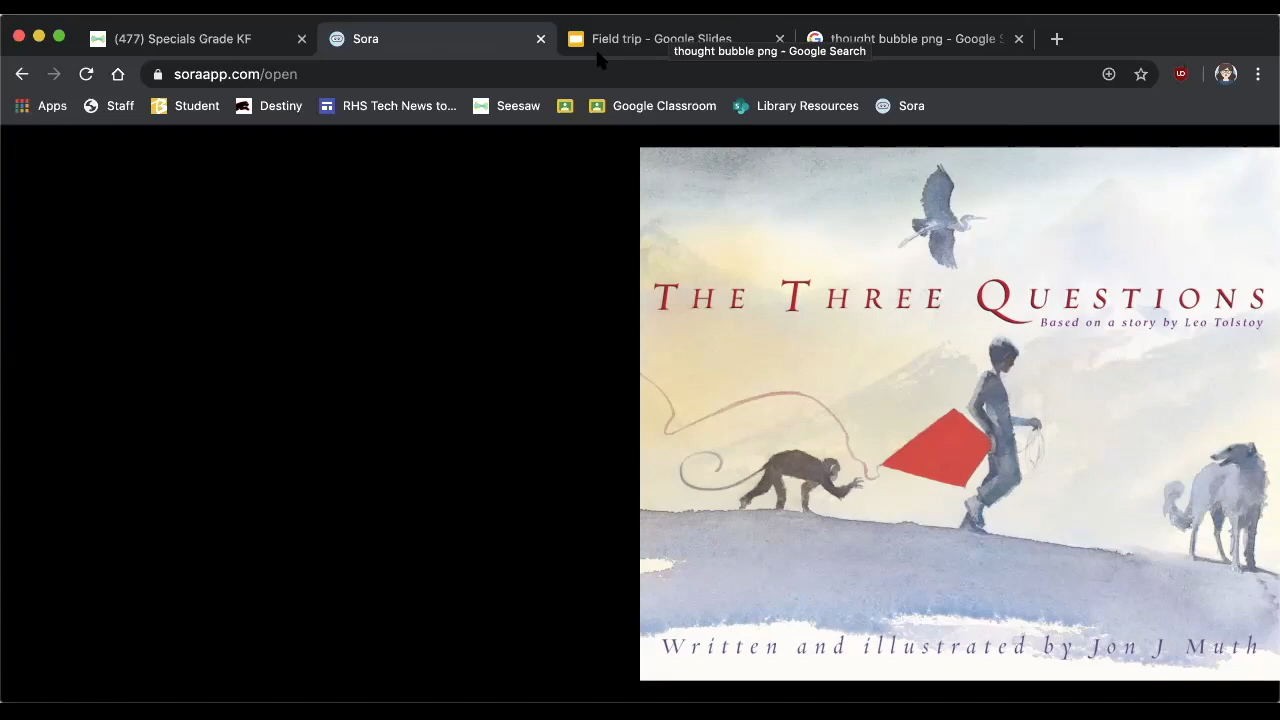 (477) Specials Grade KF
Sora
Field trip - Google Slides
thought bubble png - Google S
thought bubble png - Google Search
soraapp.com/open
Apps
Staff
Student
Destiny
RHS Tech News to...
Seesaw
Google Classroom
Library Resources
Sora
THE THREE QUESTIONS
Based on a story by Leo Tolstoy
Written and illustrated by Jon J Muth